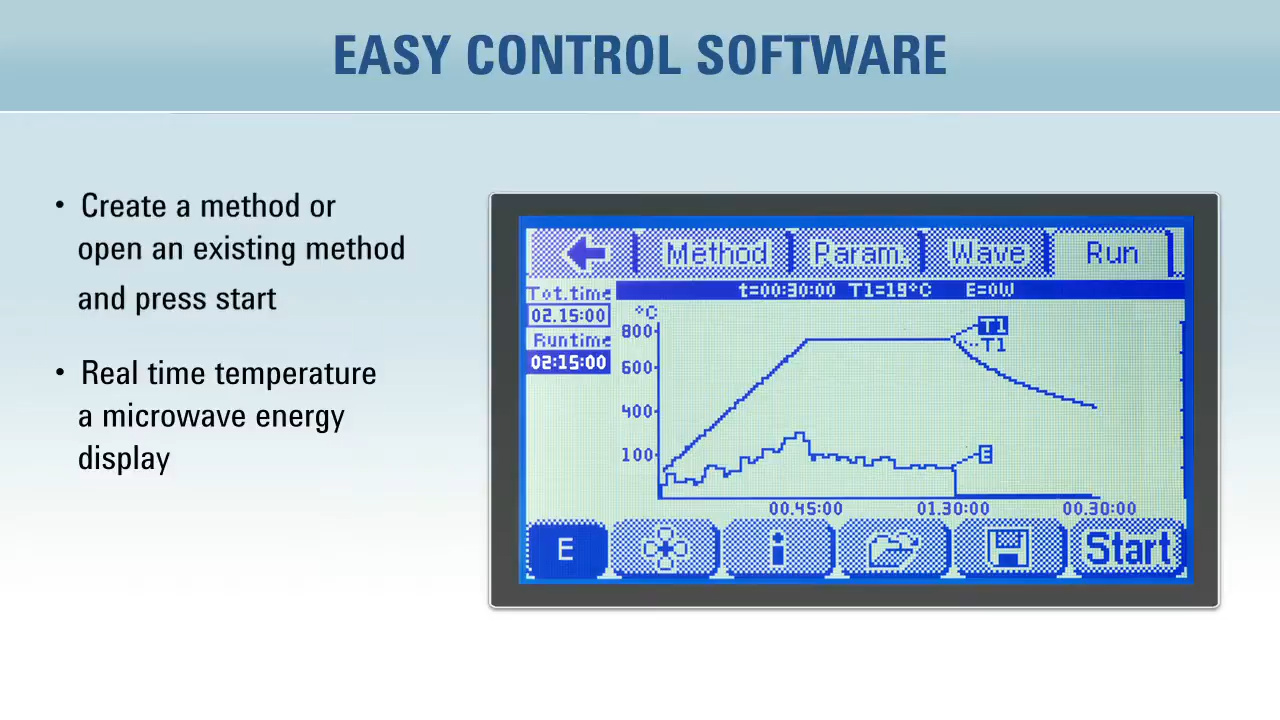 EASY CONTROL SOFTWARE
• Create a method or
open an existing method
and press start
• Real time temperature
a microwave energy
display
Method Param. Wave Run
Tot.time
t=00:30:00 T1=19°C E=0W
02.15:00
Runtime
02:15:00
°C
800
600
400
100
T1
T1
E
00.45:00 01.30:00 00.30:00
E i Start